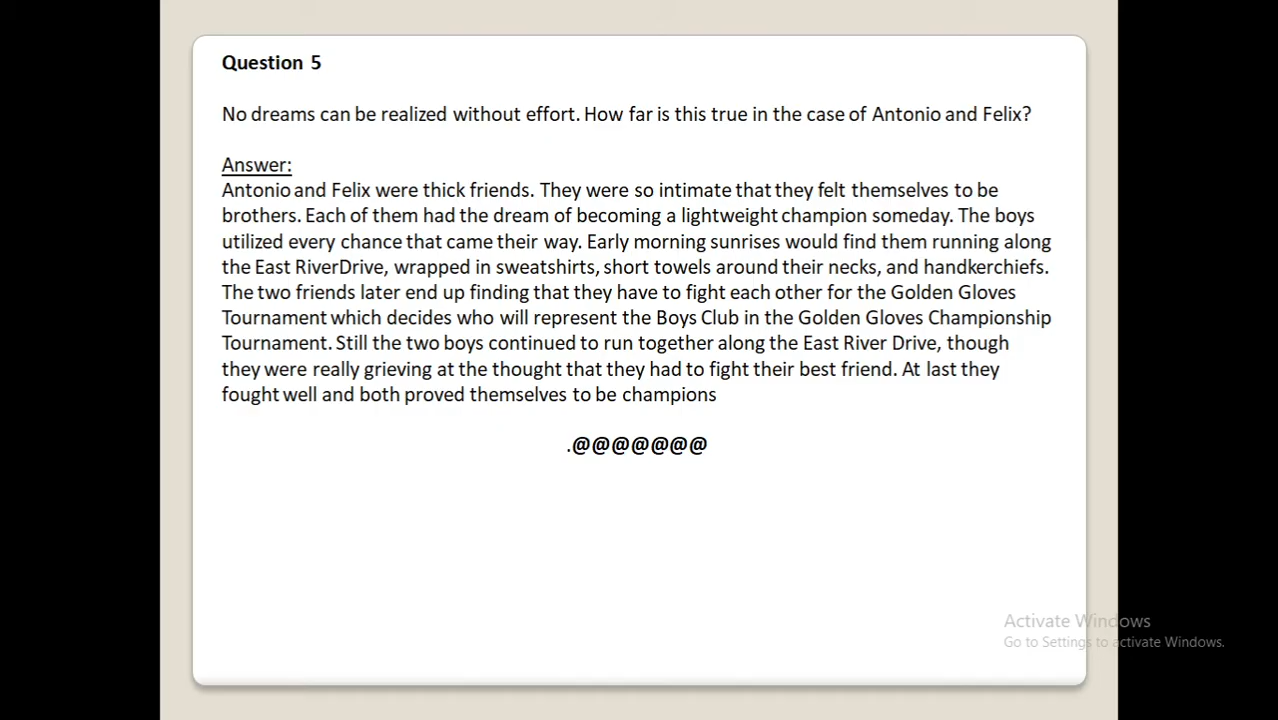 Question 5
No dreams can be realized without effort. How far is this true in the case of Antonio and Felix?
Answer:
Antonio and Felix were thick friends. They were so intimate that they felt themselves to be
brothers. Each of them had the dream of becoming a lightweight champion someday. The boys
utilized every chance that came their way. Early morning sunrises would find them running along
the East RiverDrive, wrapped in sweatshirts, short towels around their necks, and handkerchiefs.
The two friends later end up finding that they have to fight each other for the Golden Gloves
Tournament which decides who will represent the Boys Club in the Golden Gloves Championship
Tournament. Still the two boys continued to run together along the East River Drive, though
they were really grieving at the thought that they had to fight their best friend. At last they
fought well and both proved themselves to be champions
.@@@@@@@
Activate Windows
Go to Settings to activate Windows.